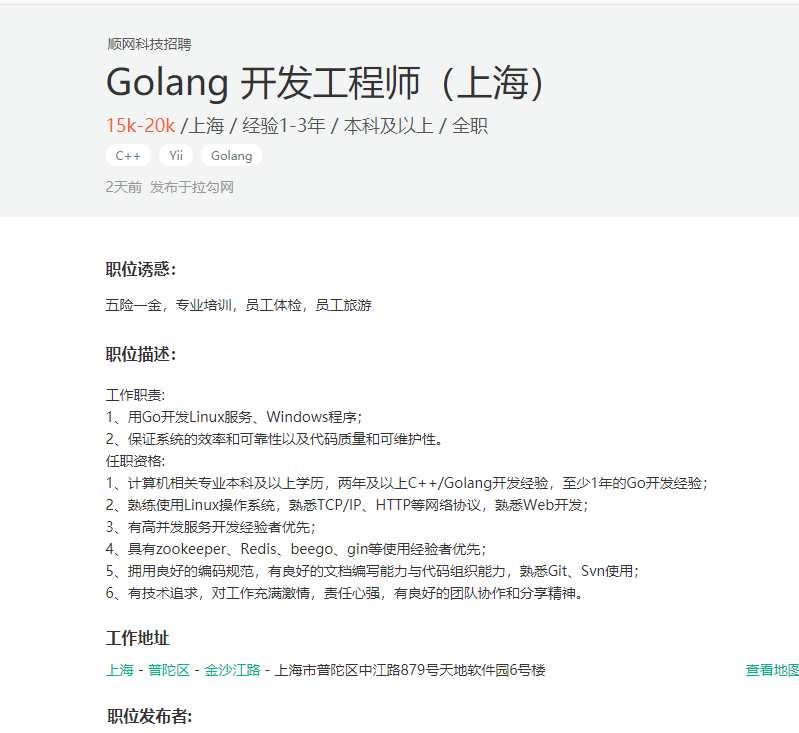 顺网科技招聘
Golang 开发工程师（上海）
15k-20k /上海 / 经验1-3年 / 本科及以上 / 全职
C++ Yii Golang
2天前 发布于拉勾网
职位诱惑：
五险一金，专业培训，员工体检，员工旅游
职位描述：
工作职责:
1、用Go开发Linux服务、Windows程序；
2、保证系统的效率和可靠性以及代码质量和可维护性。
任职资格:
1、计算机相关专业本科及以上学历，两年及以上C++/Golang开发经验，至少1年的Go开发经验；
2、熟练使用Linux操作系统，熟悉TCP/IP、HTTP等网络协议，熟悉Web开发；
3、有高并发服务开发经验者优先；
4、具有zookeeper、Redis、beego、gin等使用经验者优先；
5、拥用良好的编码规范，有良好的文档编写能力与代码组织能力，熟悉Git、Svn使用；
6、有技术追求，对工作充满激情，责任心强，有良好的团队协作和分享精神。
工作地址
上海 - 普陀区 - 金沙江路 - 上海市普陀区中江路879号天地软件园6号楼 查看地图
职位发布者: